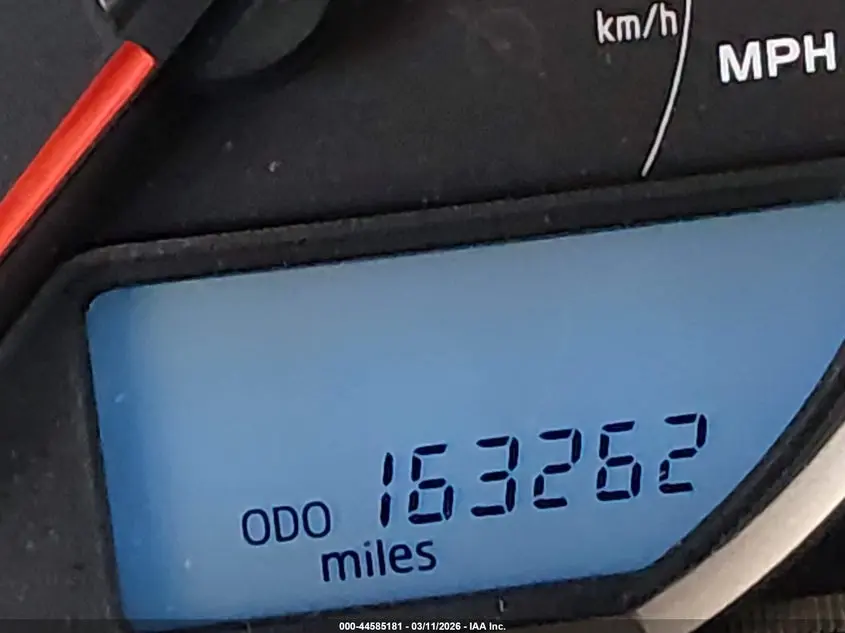 km/h
MPH
ODO 163262
miles
000-44585181 - 03/11/2026 - IAA Inc.